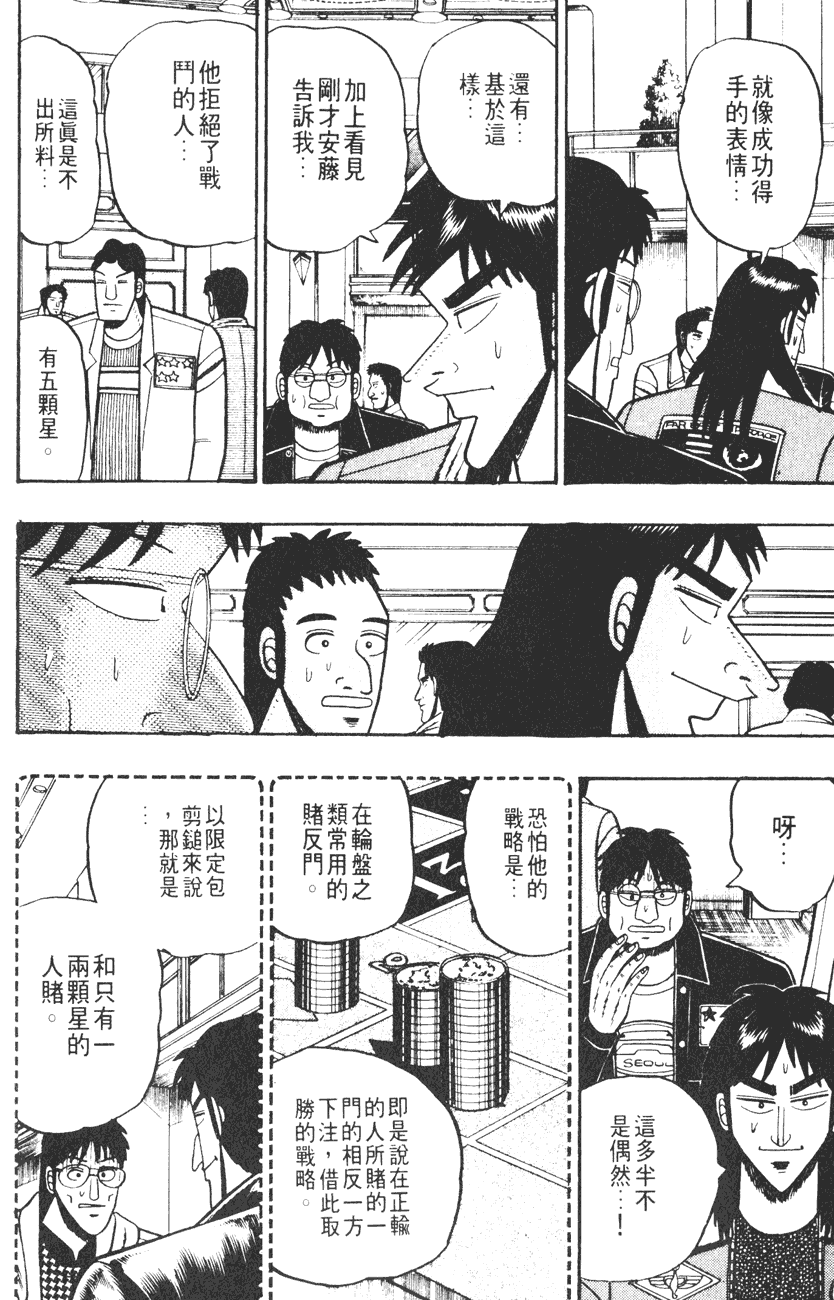 就像成功得
手的表情…
還有…
基於這
樣…
加上看見
剛才安藤
告訴我…
他拒絕了戰
鬥的人…
這眞是不
出所料…
有五顆星。
呀…
SEOUL
這多半不
是偶然…！
恐怕他的
戰略是…
在輪盤之
類常用的
賭反門。
即是說在正輸
的人所賭的一
門的相反一方
下注，借此取
勝的戰略。
以限定包
剪鎚來說
，那就是
…
和只有一
兩顆星的
人賭。